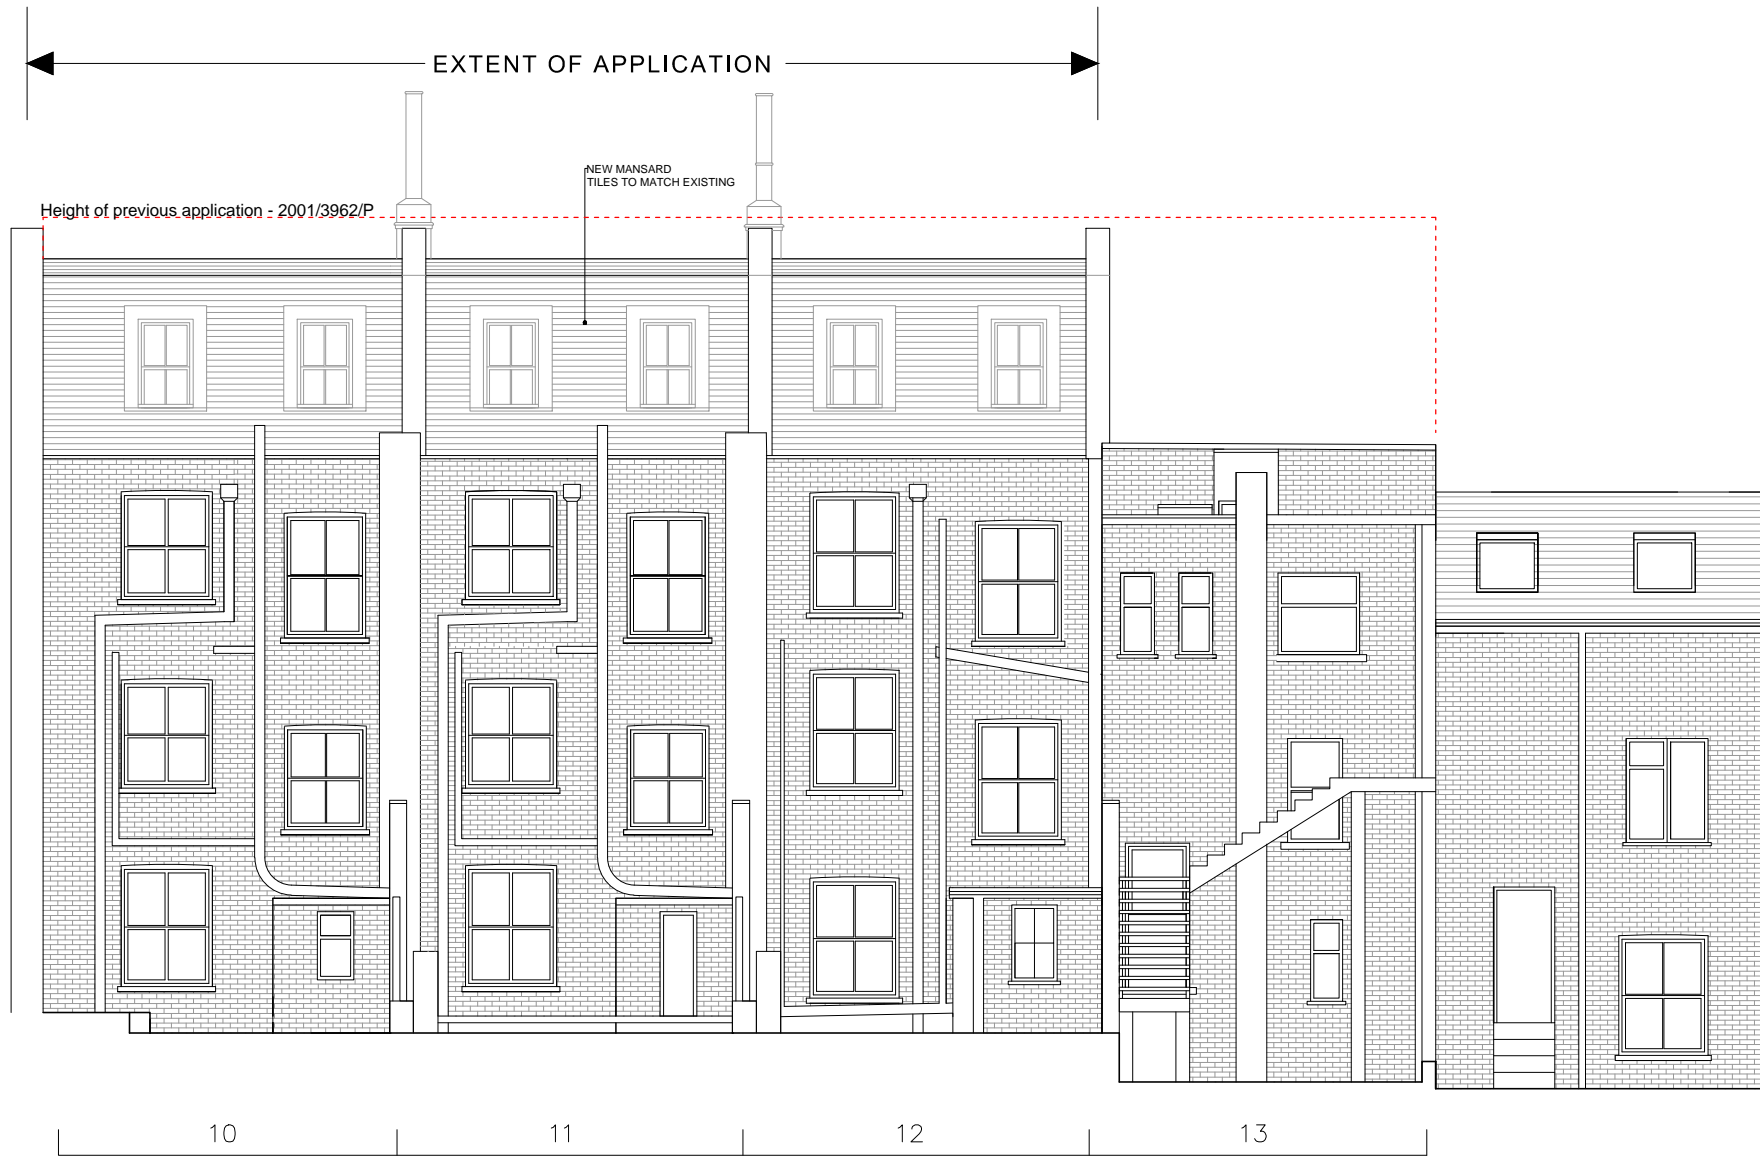 EXTENT OF APPLICATION
NEW MANSARD
TILES TO MATCH EXISTING
Height of previous application - 2001/3962/P
10 11 12 13